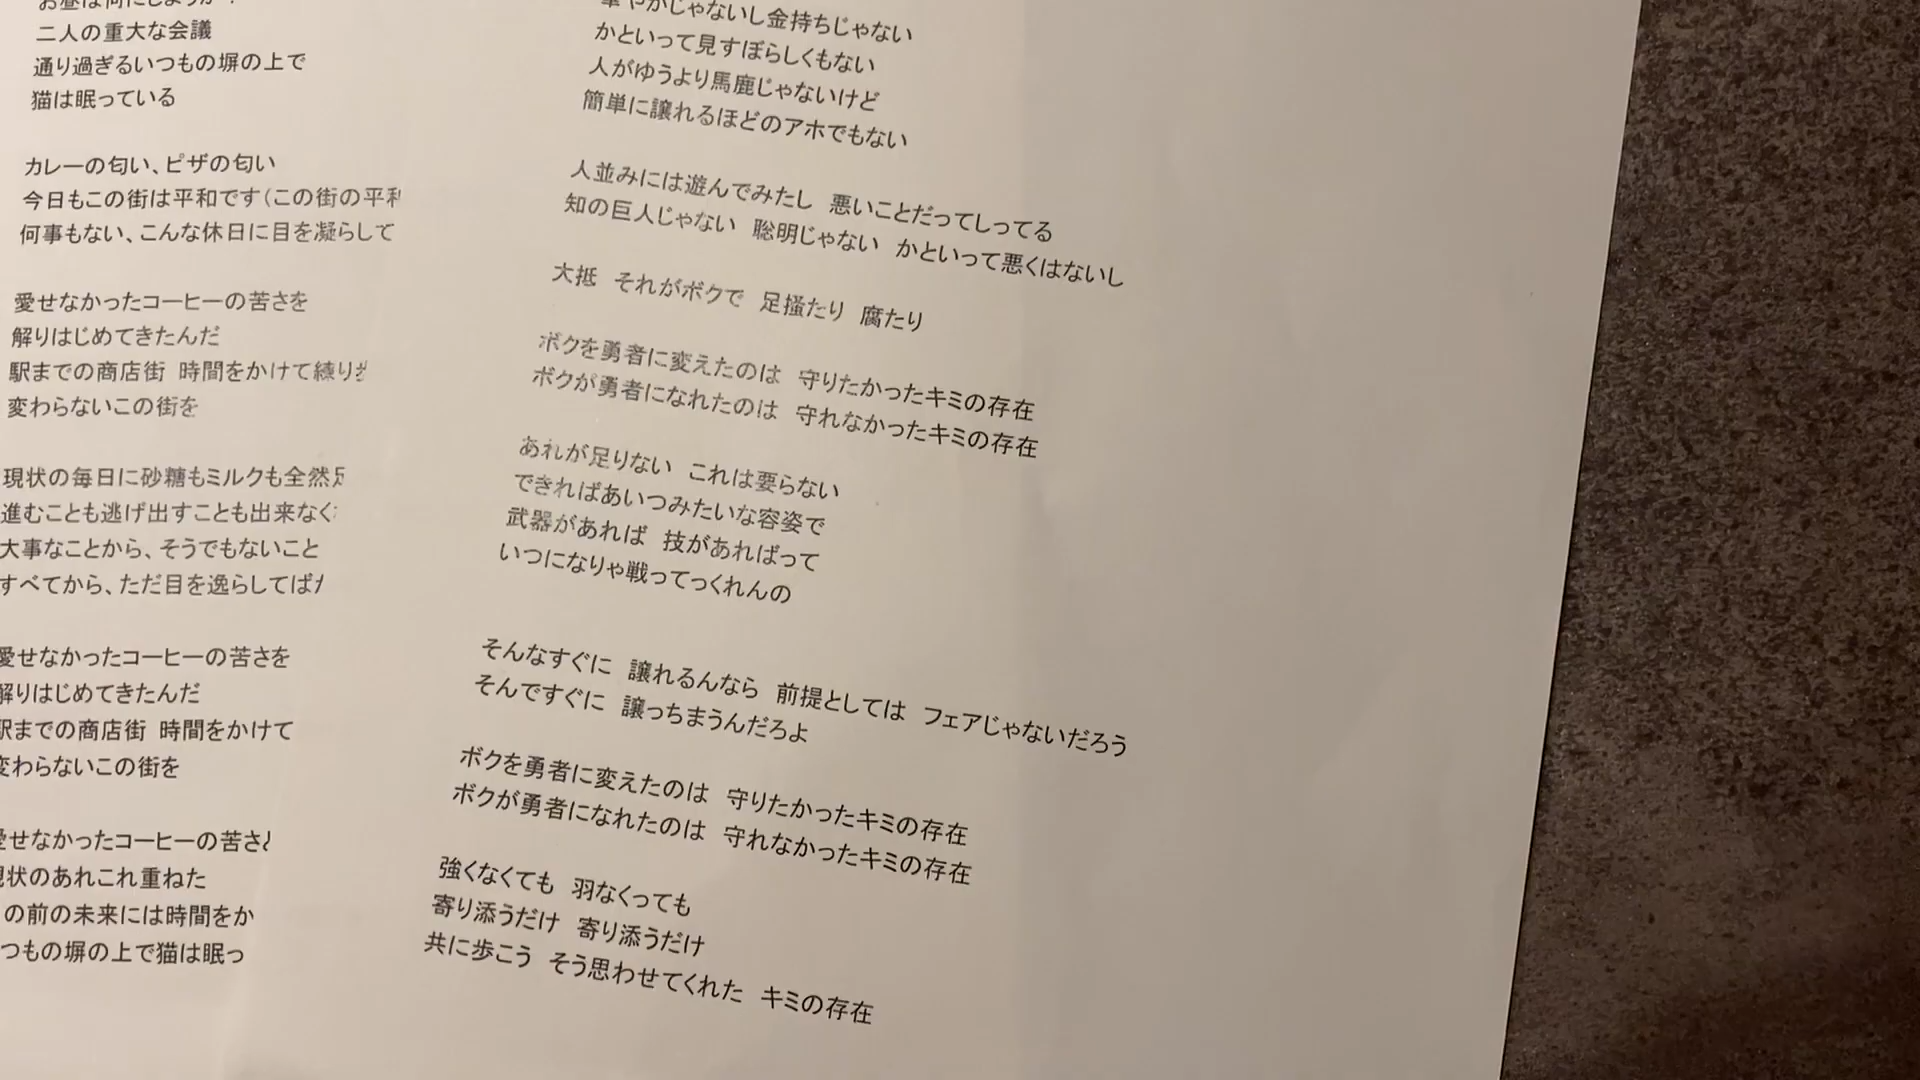 二人の重大な会議
通り過ぎるいつもの塀の上で
猫は眠っている
カレーの匂い、ピザの匂い
今日もこの街は平和です(この街の平和
何事もない、こんな休日に目を凝らして
愛せなかったコーヒーの苦さを
解りはじめてきたんだ
駅までの商店街 時間をかけて練り
変わらないこの街を
現状の毎日に砂糖もミルクも全然
進むことも逃げ出すことも出来なく
大事なことから、そうでもないこと
すべてから、ただ目を逸らしてば
愛せなかったコーヒーの苦さを
解りはじめてきたんだ
駅までの商店街 時間をかけて
変わらないこの街を
愛せなかったコーヒーの苦さ
現状のあれこれ重ねた
の前の未来には時間をか
つもの塀の上で猫は眠っ
華やかじゃないし金持ちじゃない
かといって見すぼらしくもない
人がゆうより馬鹿じゃないけど
簡単に譲れるほどのアホでもない
人並みには遊んでみたし 悪いことだってしってる
知の巨人じゃない 聡明じゃない かといって悪くはないし
大抵 それがボクで 足掻たり 腐たり
ボクを勇者に変えたのは 守りたかったキミの存在
ボクが勇者になれたのは 守れなかったキミの存在
あれが足りない これは要らない
できればあいつみたいな容姿で
武器があれば 技があればって
いつになりゃ戦ってっくれんの
そんなすぐに 譲れるんなら 前提としては フェアじゃないだろう
そんですぐに 譲っちまうんだろよ
ボクを勇者に変えたのは 守りたかったキミの存在
ボクが勇者になれたのは 守れなかったキミの存在
強くなくても 羽なくっても
寄り添うだけ 寄り添うだけ
共に歩こう そう思わせてくれた キミの存在